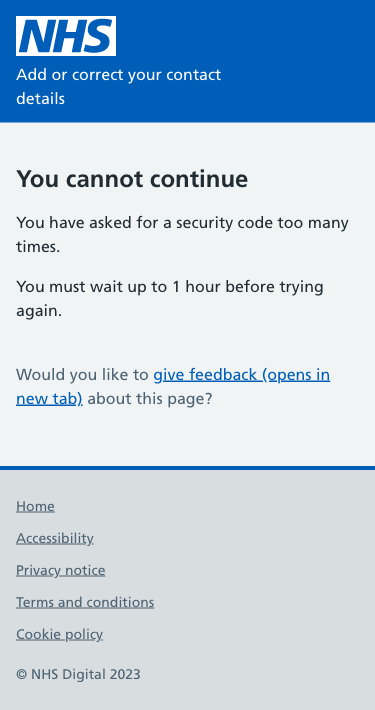 NHS
Add or correct your contact
details
You cannot continue
You have asked for a security code too many
times.
You must wait up to 1 hour before trying
again.
Would you like to give feedback (opens in
new tab) about this page?
Home
Accessibility
Privacy notice
Terms and conditions
Cookie policy
© NHS Digital 2023